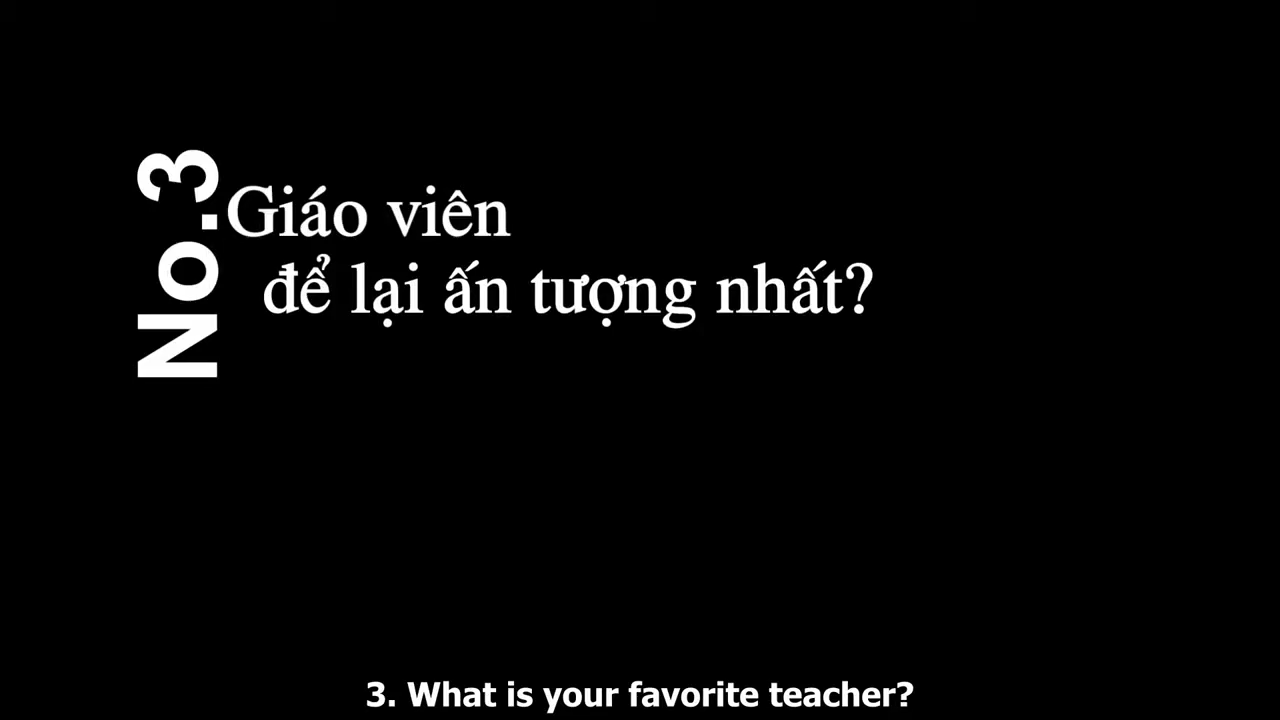 No.3
Giáo viên
để lại ấn tượng nhất?
3. What is your favorite teacher?